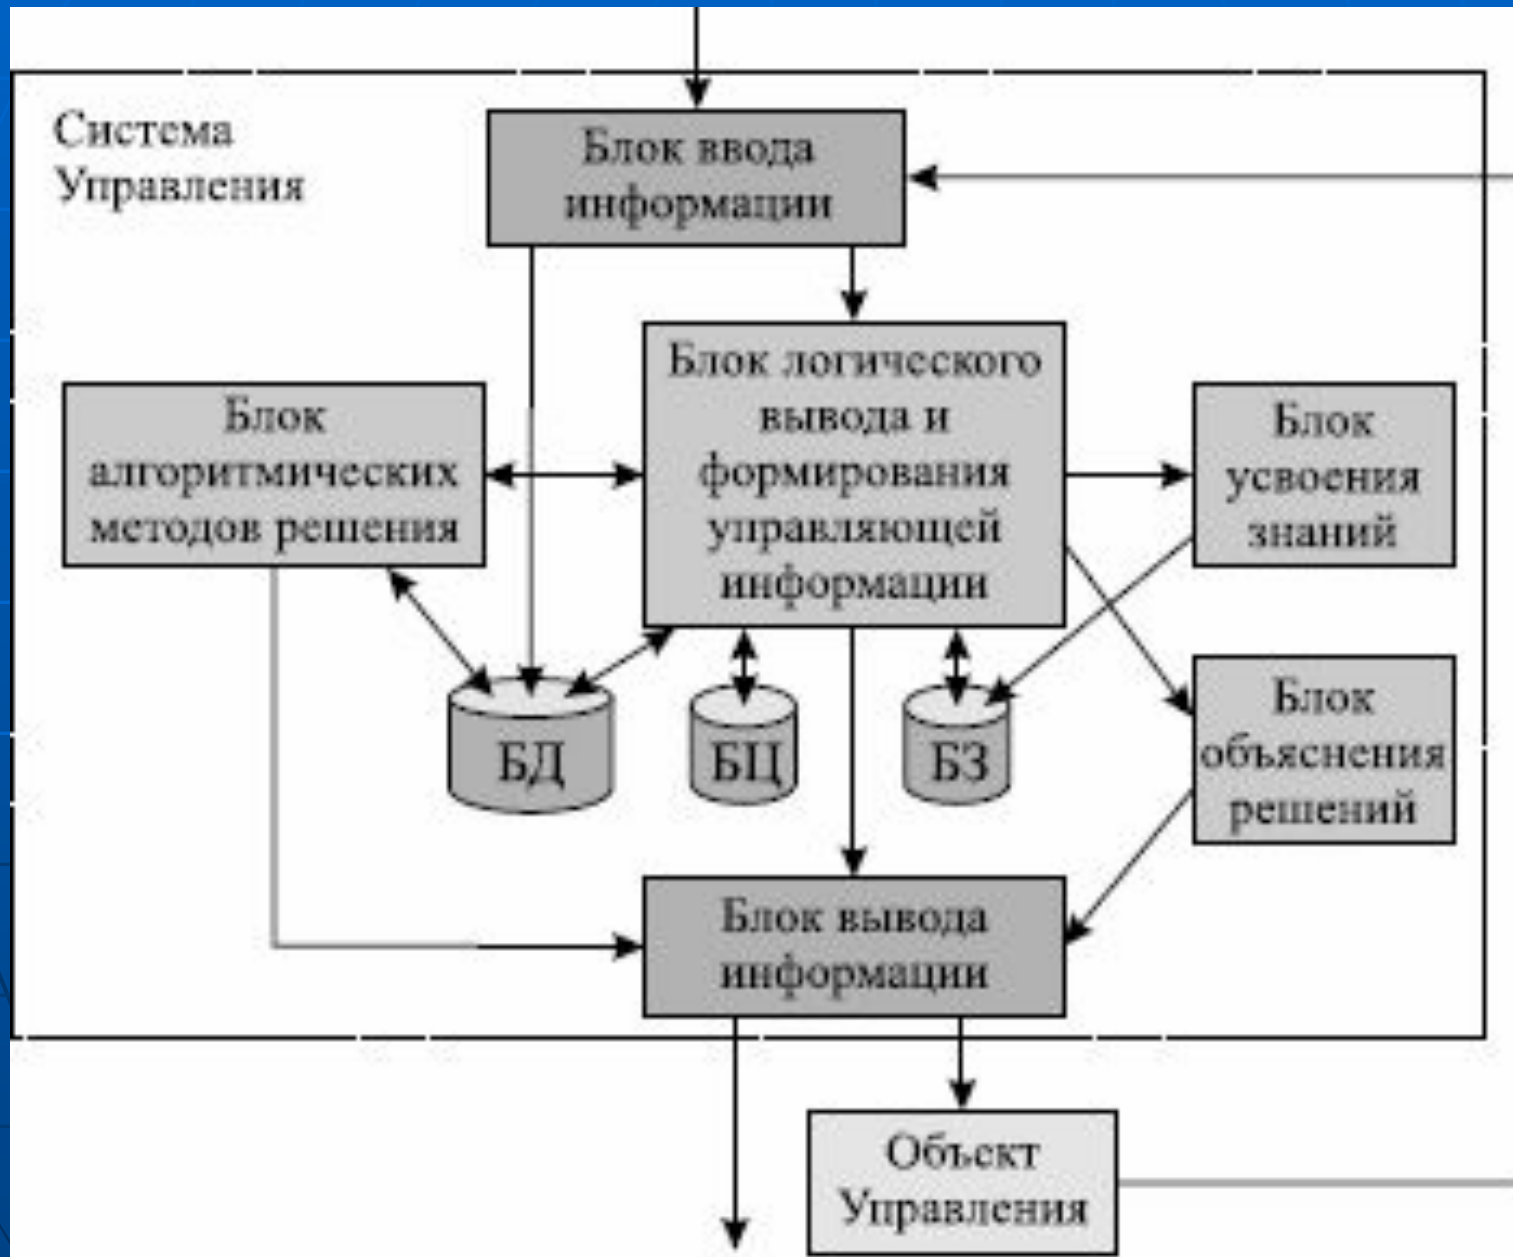 Система
Управления
Блок ввода
информации
Блок логического
вывода и
формирования
управляющей
информации
Блок
алгоритмических
методов решения
Блок
усвоения
знаний
БД
БЦ
БЗ
Блок
объяснения
решений
Блок вывода
информации
Объект
Управления